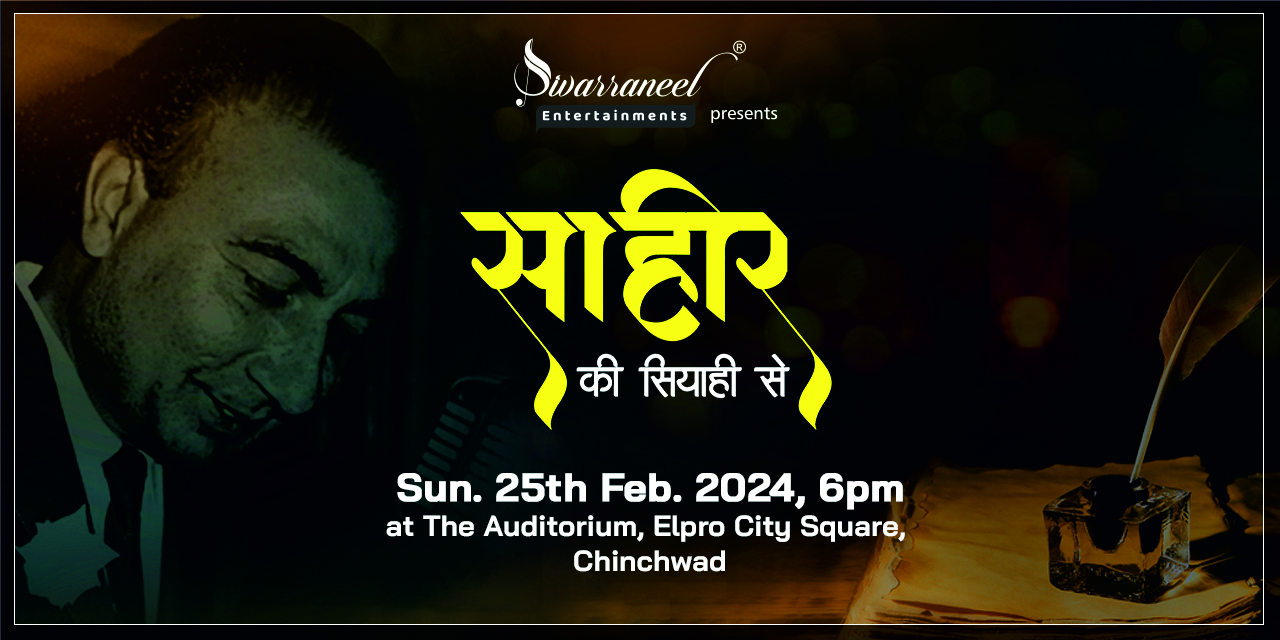 Swarraneel®
Entertainments presents
साहीर
की सियाही से
Sun. 25th Feb. 2024, 6pm
at The Auditorium, Elpro City Square,
Chinchwad